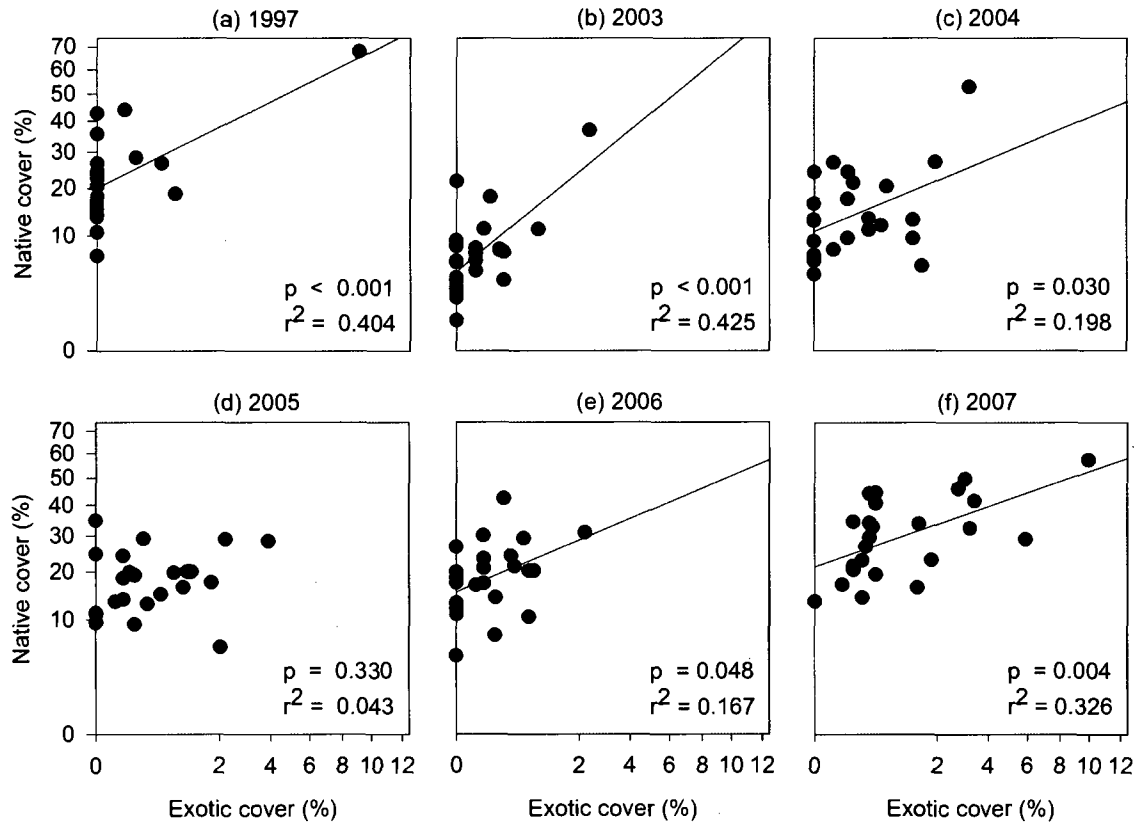 (a) 1997
(b) 2003
(c) 2004
Native cover (%)
70
60
50
40
30
20
10
0
p < 0.001
r² = 0.404
p < 0.001
r² = 0.425
p = 0.030
r² = 0.198
(d) 2005
(e) 2006
(f) 2007
Native cover (%)
70
60
50
40
30
20
10
0
p = 0.330
r² = 0.043
p = 0.048
r² = 0.167
p = 0.004
r² = 0.326
0 2 4 6 8 10 12
0 2 4 6 8 10 12
0 2 4 6 8 10 12
Exotic cover (%)
Exotic cover (%)
Exotic cover (%)